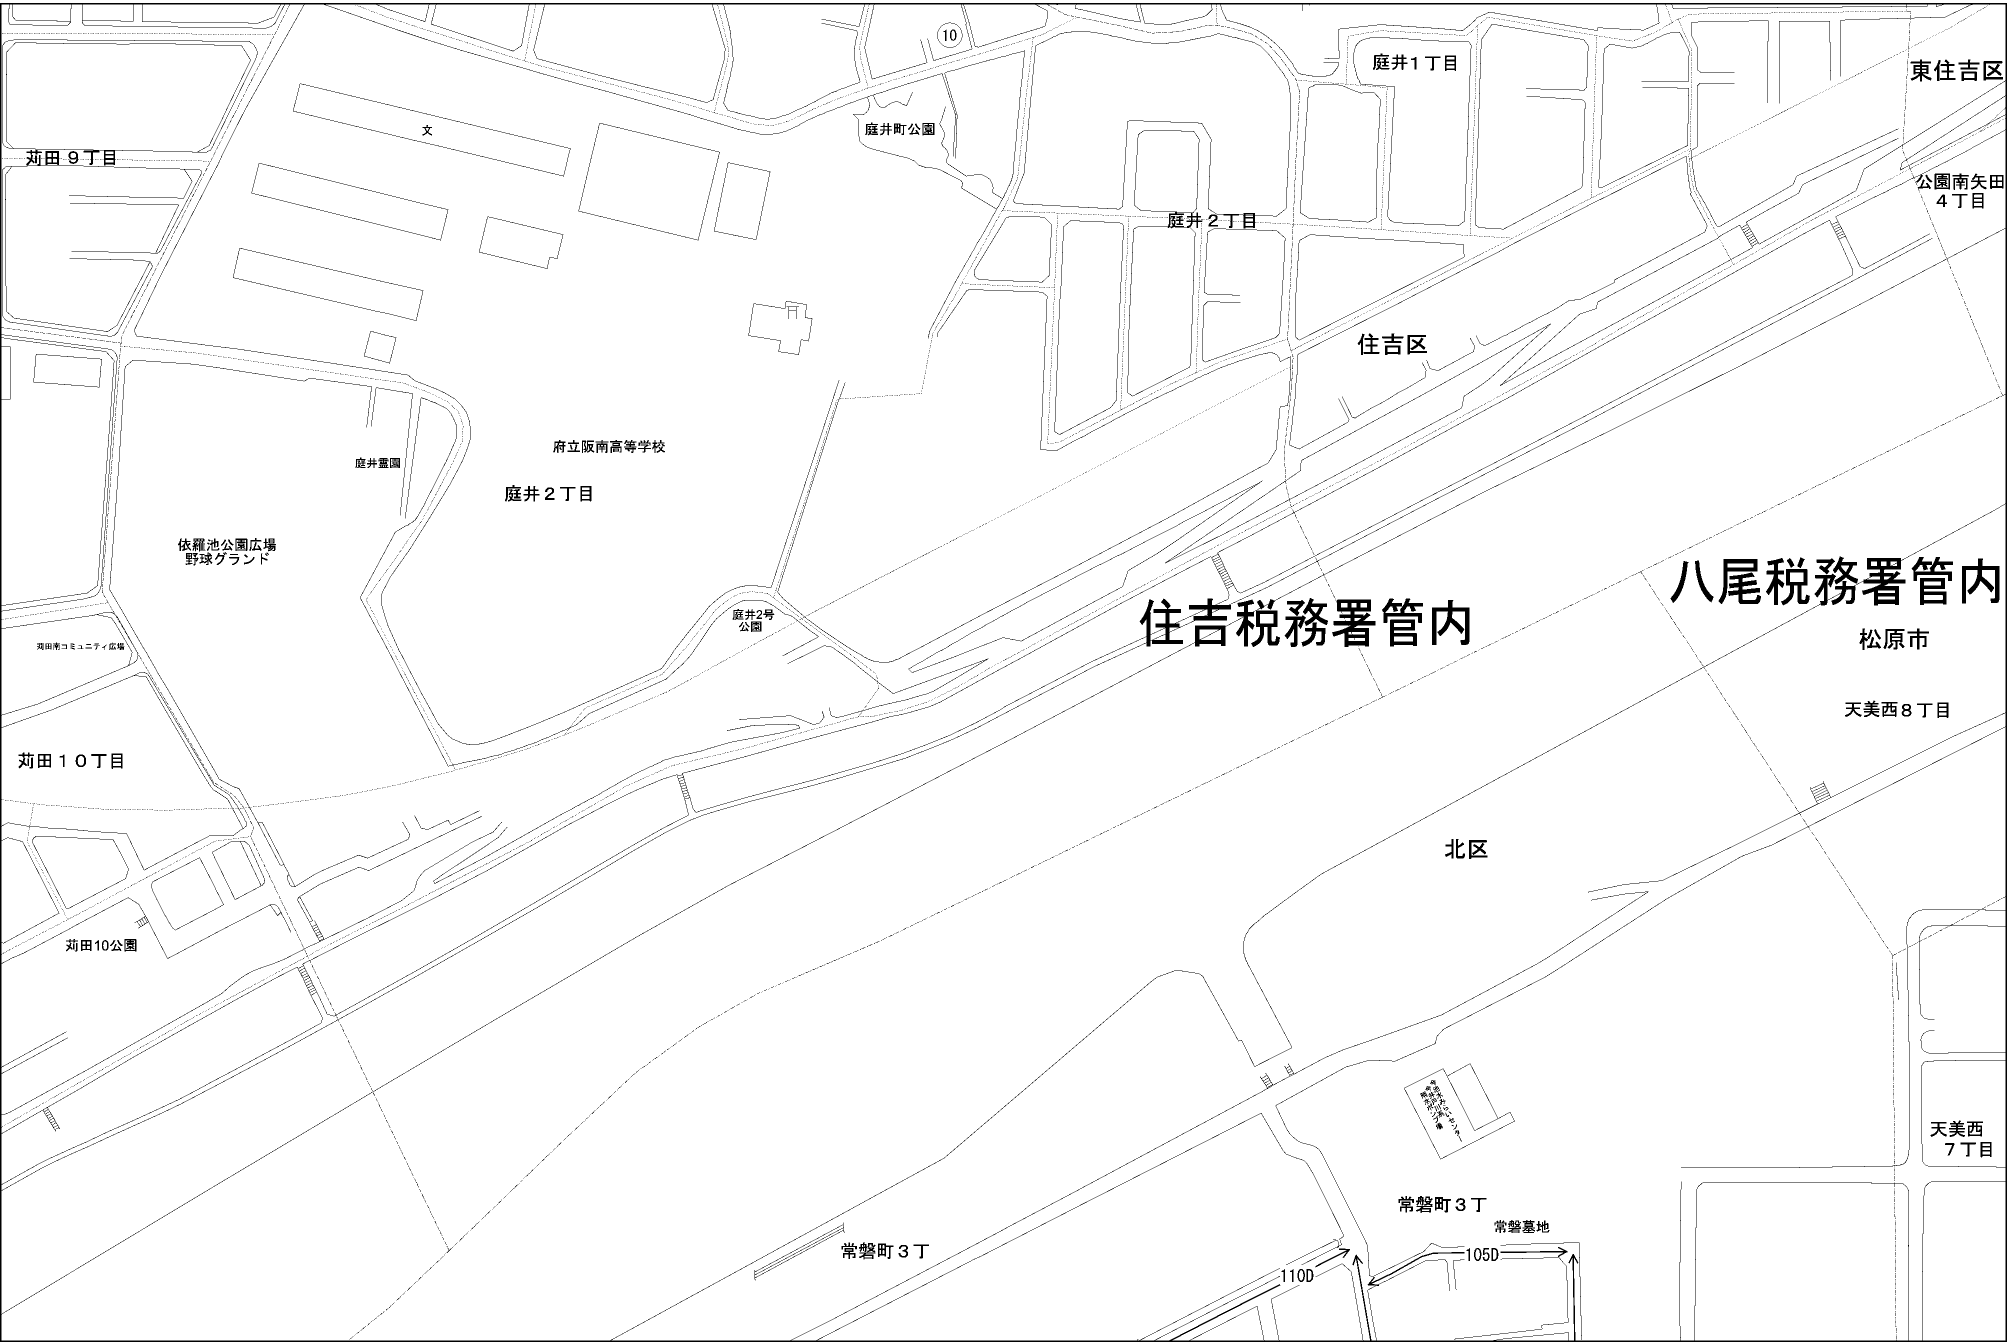 10
庭井１丁目
東住吉区
文
庭井町公園
苅田９丁目
公園南矢田
４丁目
庭井２丁目
住吉区
府立阪南高等学校
庭井霊園
庭井２丁目
依羅池公園広場
野球グランド
八尾税務署管内
住吉税務署管内
庭井2号
公園
松原市
苅田南コミュニティ広場
天美西８丁目
苅田１０丁目
北区
苅田10公園
天美西
７丁目
常磐町３丁
常磐墓地
常磐町３丁
105D
110D